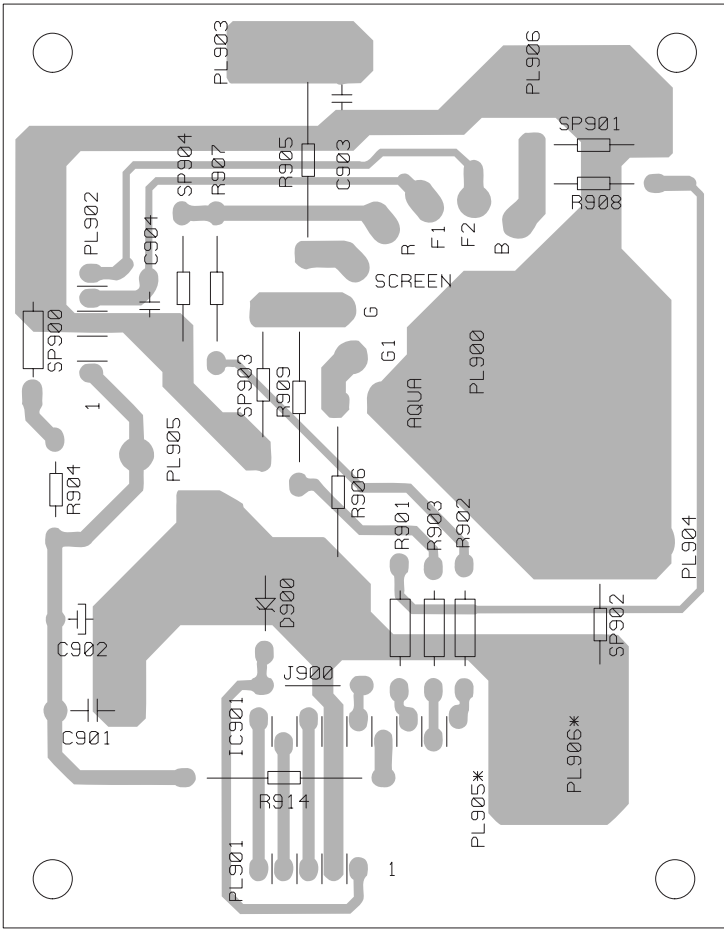 PL903
PL906
SP901
SP904
R907
R905
C903
PL902
C904
R908
R
F1
F2
B
SCREEN
G
G1
SP900
1
SP903
R909
AQUA
PL900
PL905
R904
R906
R901
R903
R902
PL904
D900
SP902
C902
J900
C901
IC901
R914
PL905*
PL906*
PL901
1